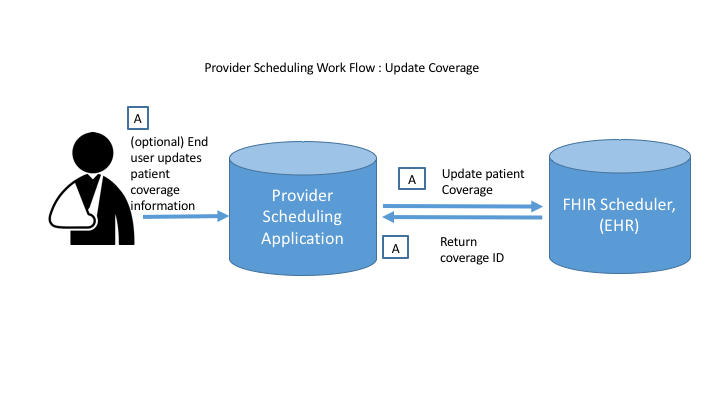 Provider Scheduling Work Flow : Update Coverage
A
(optional) End
user updates
patient
coverage
information
Provider
Scheduling
Application
A
Update patient
Coverage
A
Return
coverage ID
FHIR Scheduler,
(EHR)